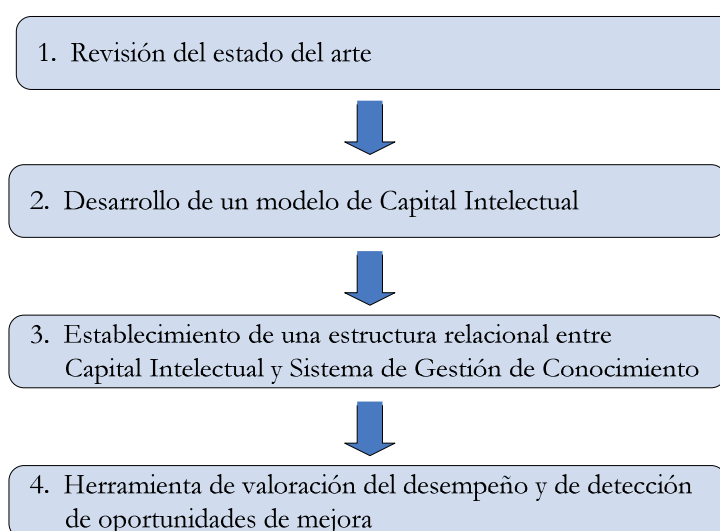 1. Revisión del estado del arte
2. Desarrollo de un modelo de Capital Intelectual
3. Establecimiento de una estructura relacional entre
Capital Intelectual y Sistema de Gestión de Conocimiento
4. Herramienta de valoración del desempeño y de detección
de oportunidades de mejora